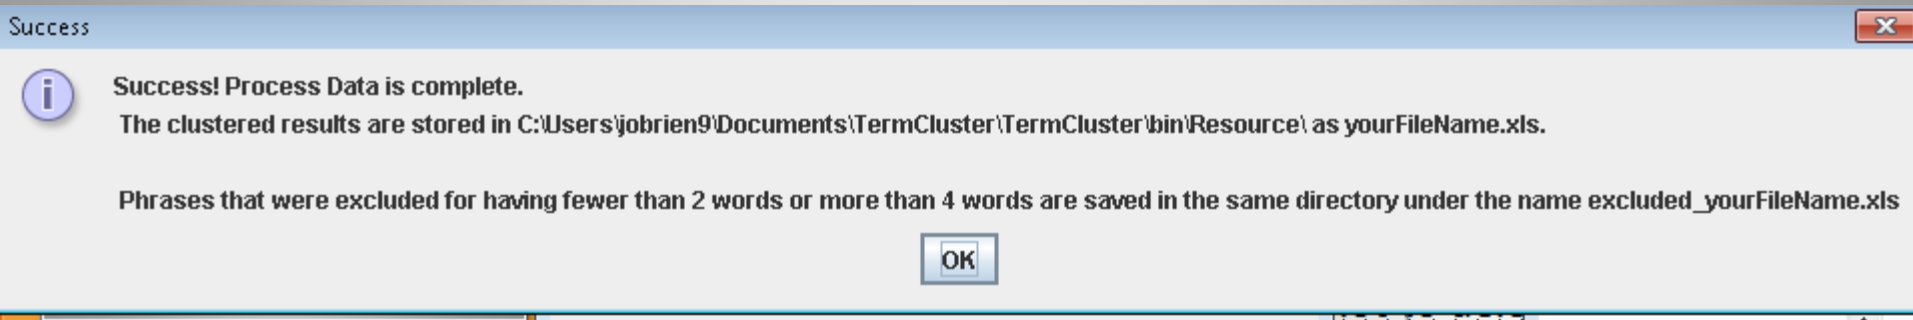 Success
Success! Process Data is complete.
The clustered results are stored in C:\Users\jobrien9\Documents\TermCluster\TermCluster\bin\Resource\ as yourFileName.xls.
Phrases that were excluded for having fewer than 2 words or more than 4 words are saved in the same directory under the name excluded_yourFileName.xls
OK